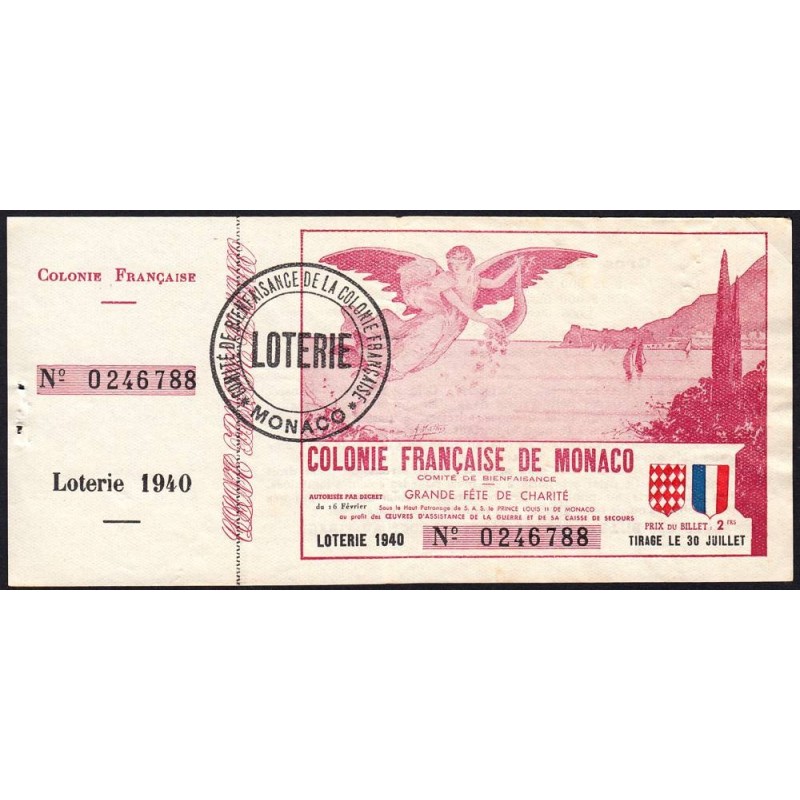 COLONIE FRANÇAISE
Nº 0246788
Loterie 1940
COMITÉ DE BIENFAISANCE DE LA COLONIE FRANÇAISE
LOTERIE
* MONACO *
COLONIE FRANÇAISE DE MONACO
COMITÉ DE BIENFAISANCE
AUTORISÉE PAR DECRET
du 16 Février
GRANDE FÊTE DE CHARITÉ
Sous le Haut Patronage de S. A. S. le PRINCE LOUIS II DE MONACO
au profit des ŒUVRES D'ASSISTANCE DE LA GUERRE ET DE SA CAISSE DE SECOURS
LOTERIE 1940 Nº 0246788
PRIX DU BILLET : 2 FRS
TIRAGE LE 30 JUILLET